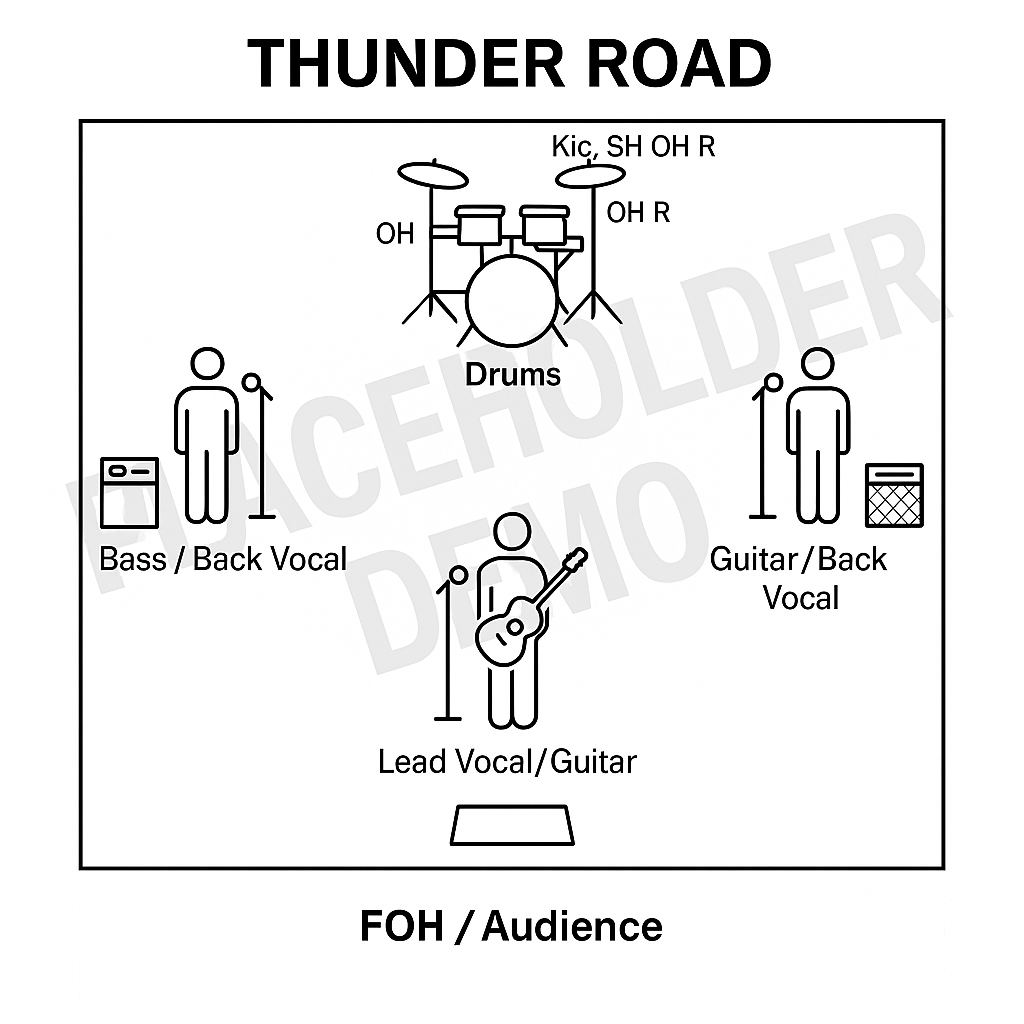 THUNDER ROAD
Kic, SH OH R
OH R
OH
Drums
Bass / Back Vocal
Guitar/Back
Vocal
Lead Vocal/Guitar
FOH / Audience
PLACEHOLDER
DEMO